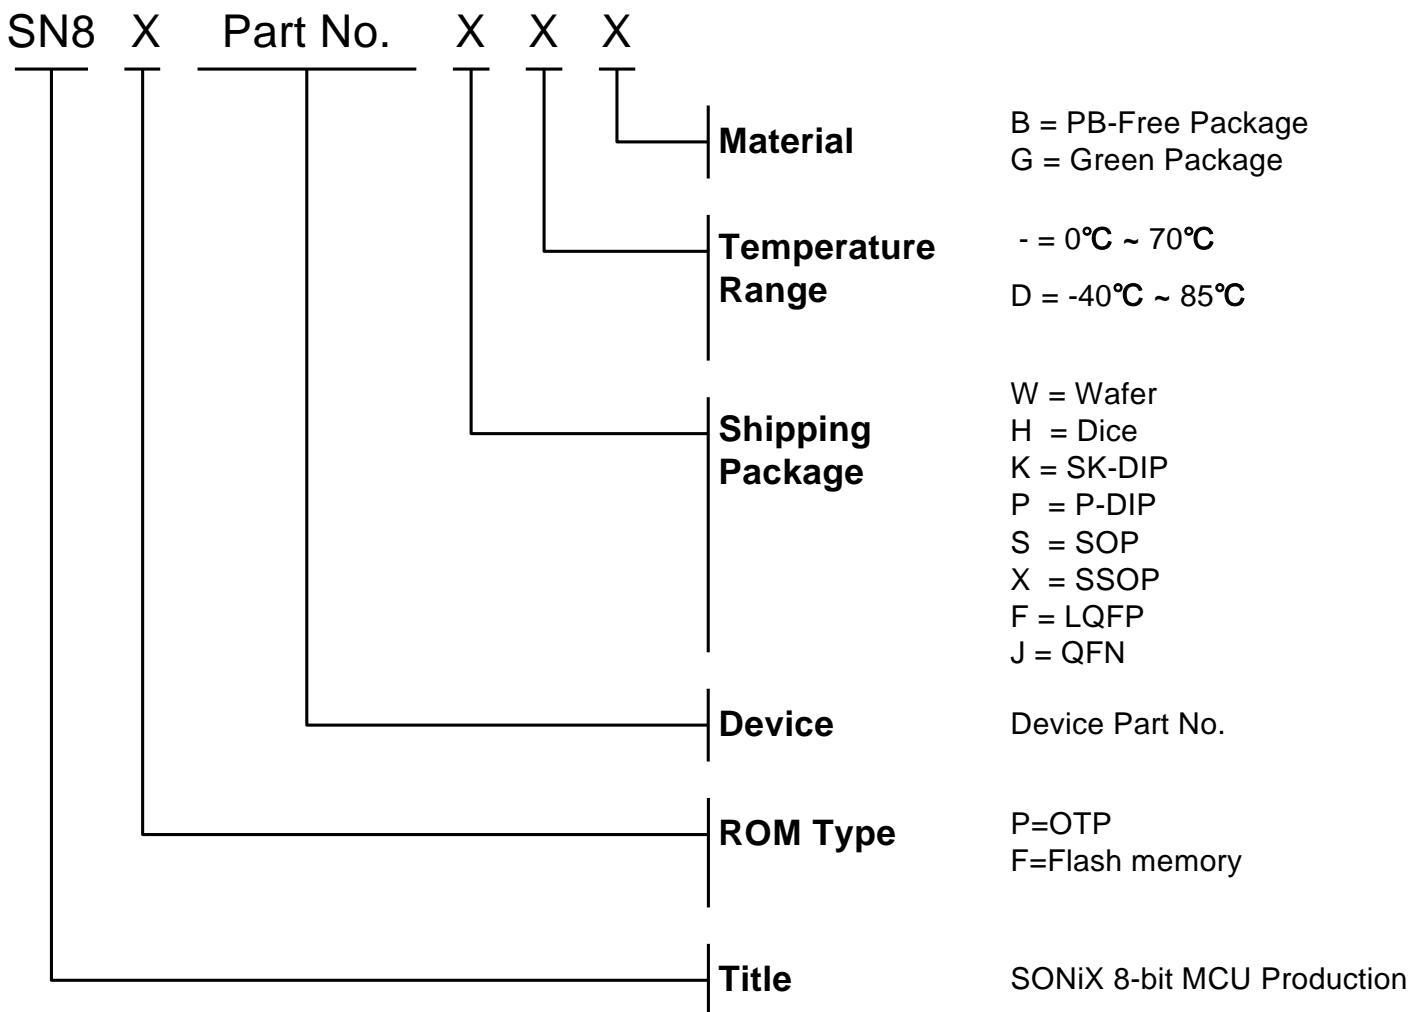 SN8 X Part No. X X X
Material
B = PB-Free Package
G = Green Package
Temperature
Range
- = 0℃ ~ 70℃
D = -40℃ ~ 85℃
Shipping
Package
W = Wafer
H = Dice
K = SK-DIP
P = P-DIP
S = SOP
X = SSOP
F = LQFP
J = QFN
Device
Device Part No.
ROM Type
P=OTP
F=Flash memory
Title
SONiX 8-bit MCU Production